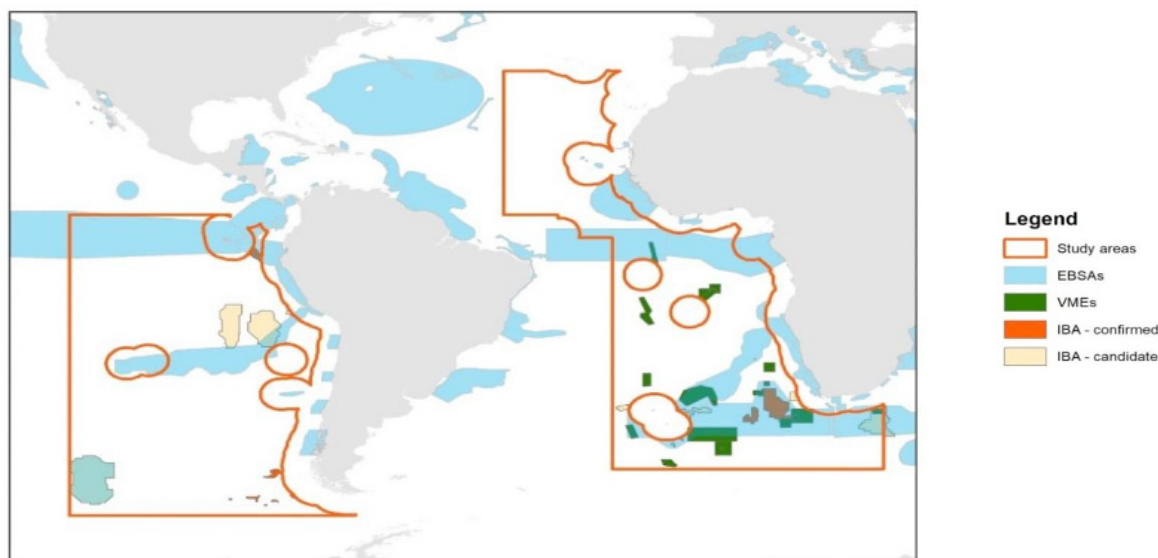 Legend
Study areas
EBSAs
VMEs
IBA - confirmed
IBA - candidate